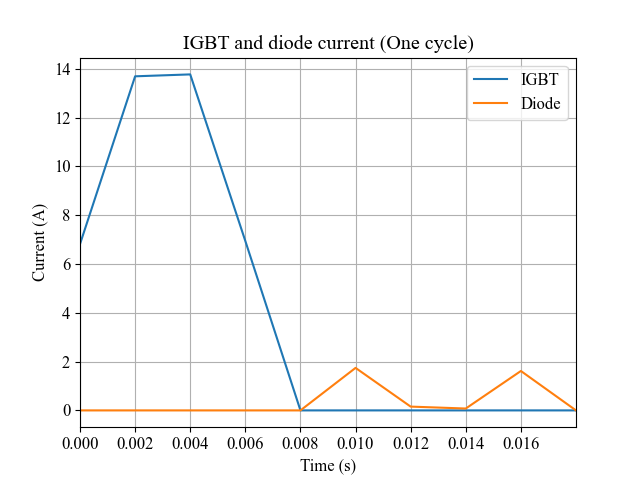 IGBT and diode current (One cycle)
IGBT
Diode
14
12
10
8
6
4
2
0
Current (A)
0.000 0.002 0.004 0.006 0.008 0.010 0.012 0.014 0.016
Time (s)